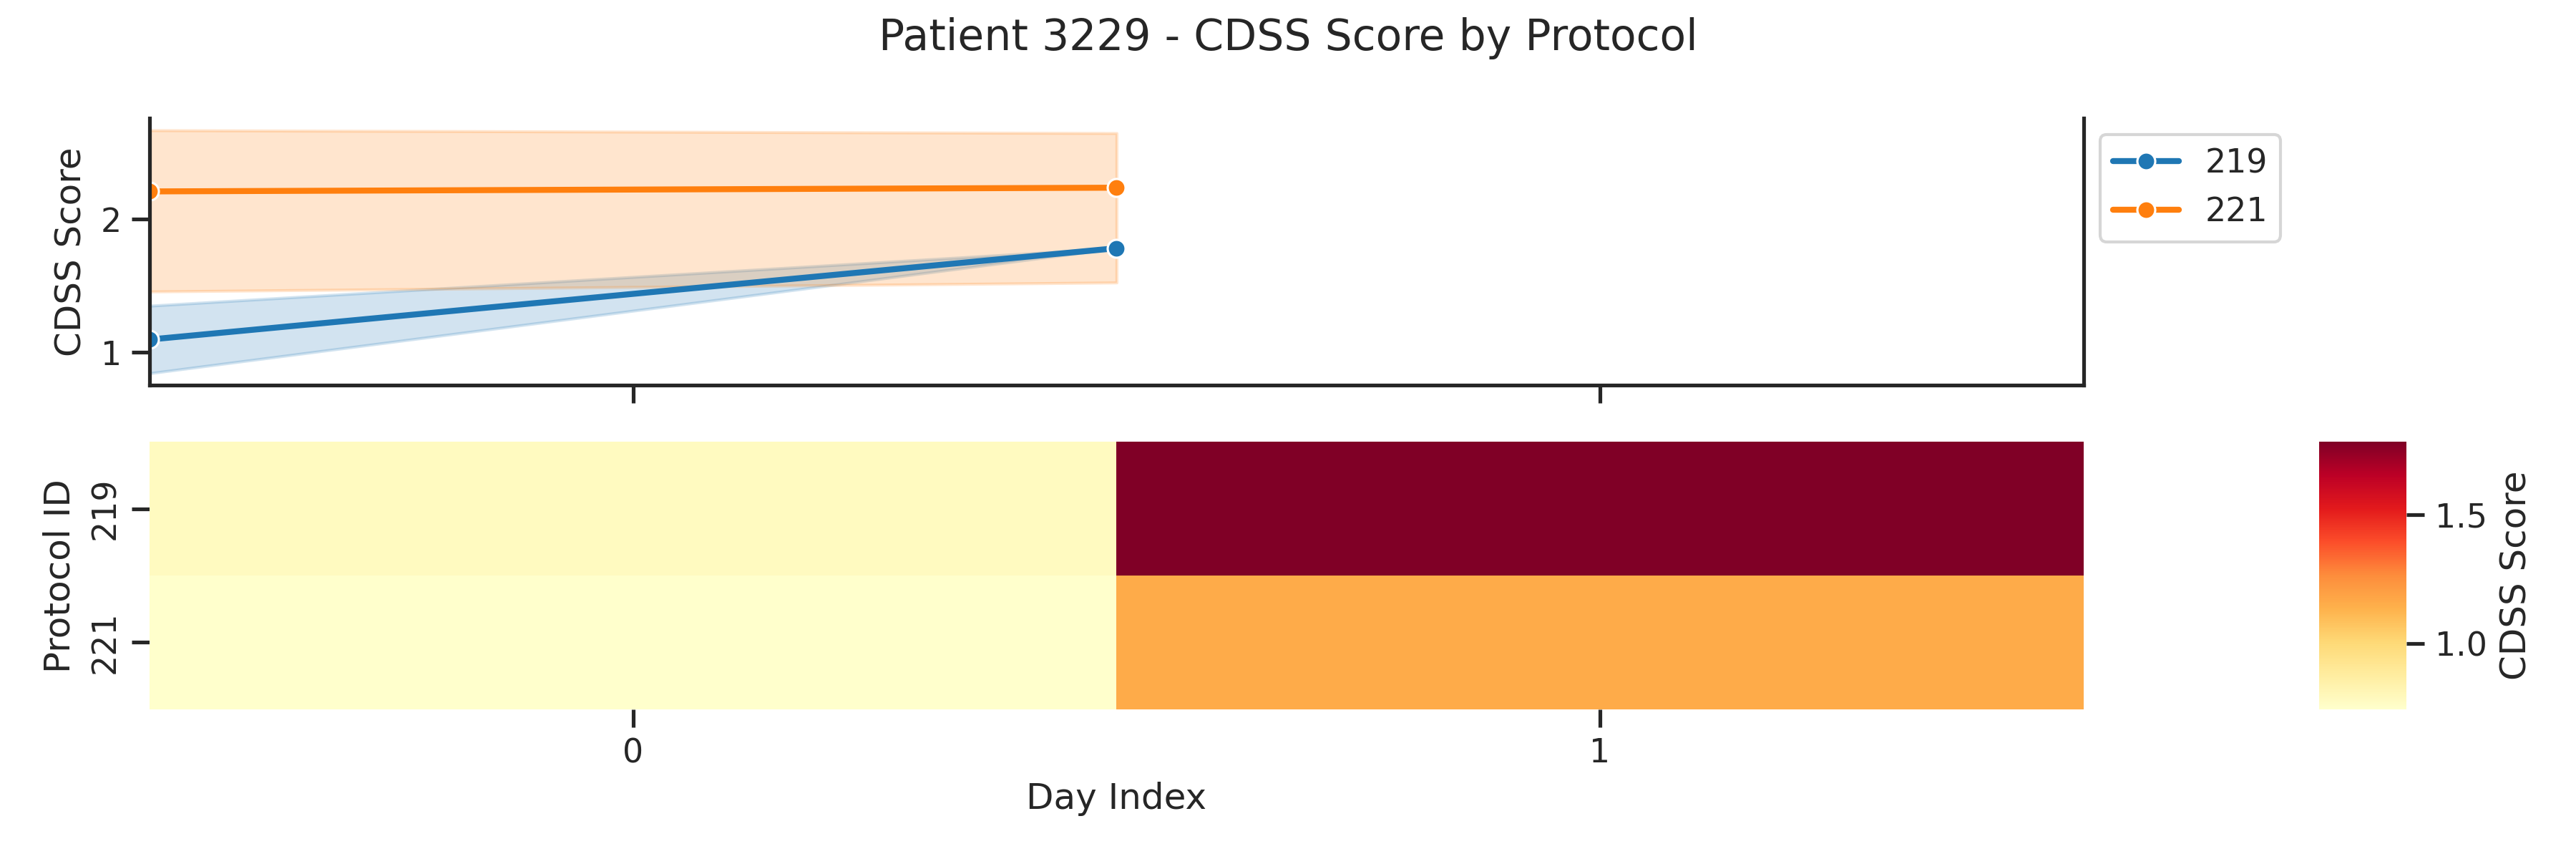 Patient 3229 - CDSS Score by Protocol
CDSS Score
2
1
219
221
Protocol ID
219
221
0
1
Day Index
1.5
1.0
CDSS Score